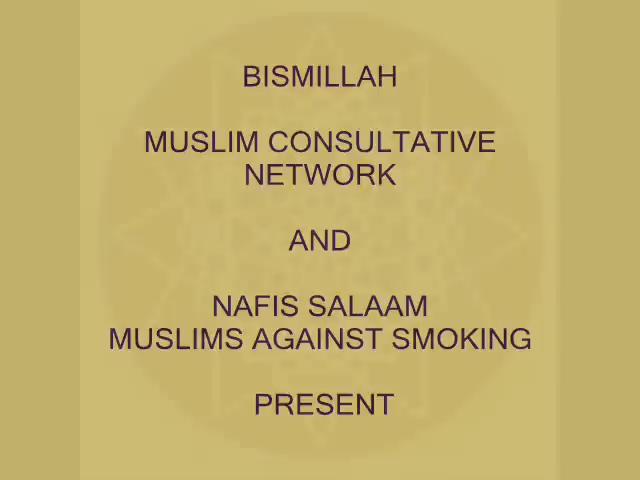 BISMILLAH
MUSLIM CONSULTATIVE
NETWORK
AND
NAFIS SALAAM
MUSLIMS AGAINST SMOKING
PRESENT